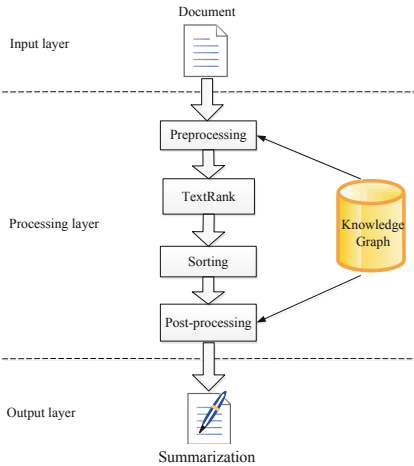 Document
Input layer
Preprocessing
TextRank
Processing layer
Knowledge
Graph
Sorting
Post-processing
Output layer
Summarization